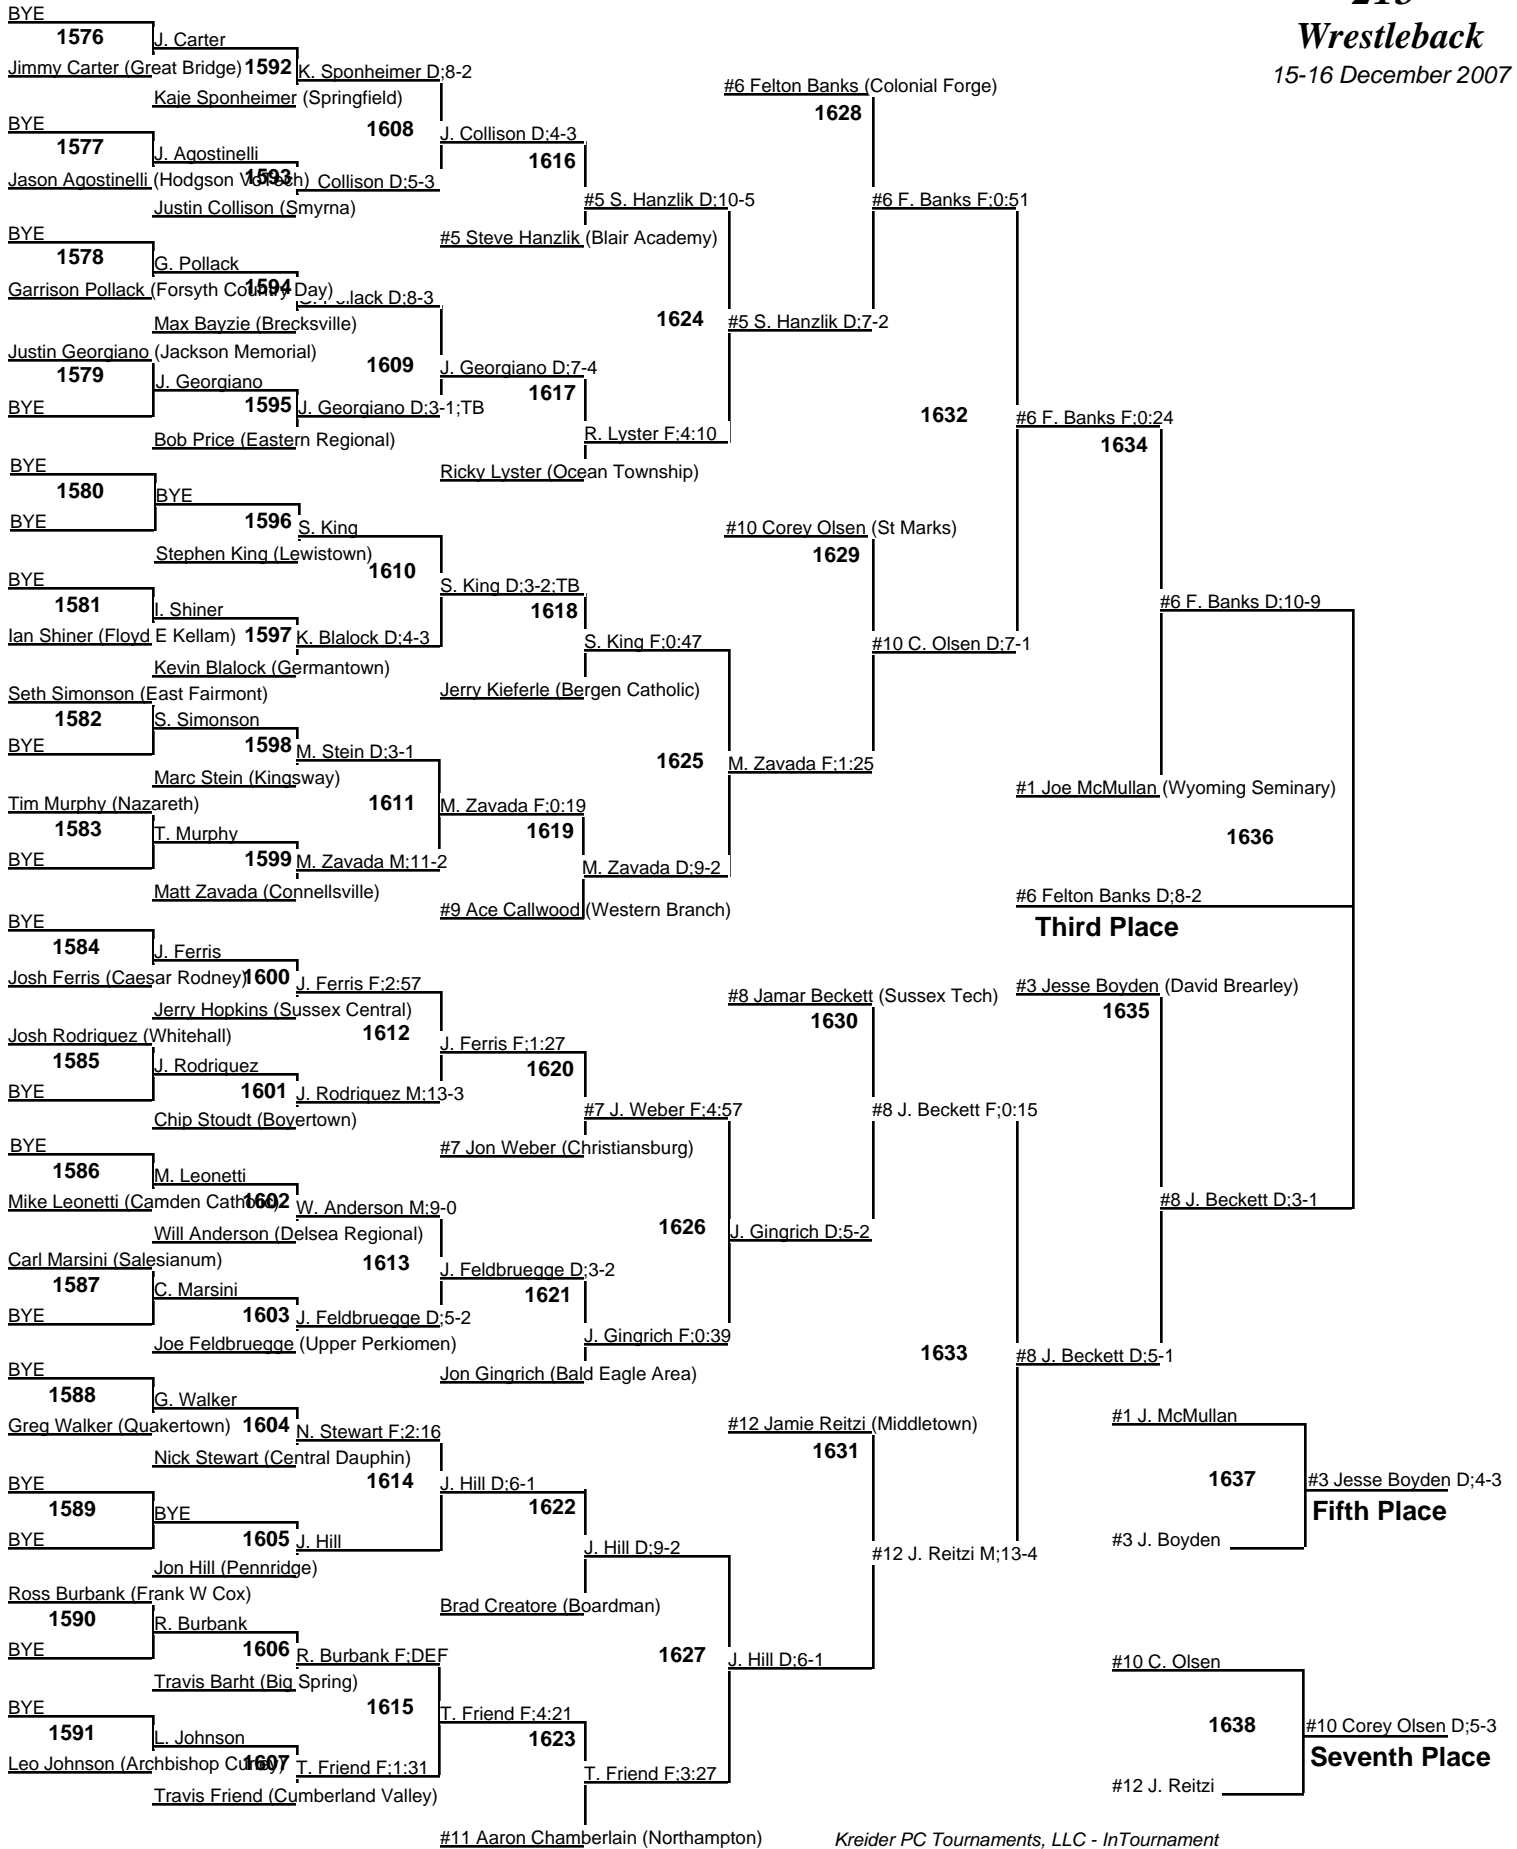 Wrestleback
15-16 December 2007
BYE
1576
J. Carter
Jimmy Carter (Great Bridge)
1592
K. Sponheimer D;8-2
Kaje Sponheimer (Springfield)
1608
BYE
1577
J. Agostinelli
J. Collison D;4-3
1616
Jason Agostinelli (Hodgson VoTech)
1593
Collison D;5-3
Justin Collison (Smyrna)
#5 S. Hanzlik D;10-5
#5 Steve Hanzlik (Blair Academy)
BYE
1578
G. Pollack
Garrison Pollack (Forsyth Country Day)
1594
D;8-3
Max Bayzie (Brecksville)
1624
#5 S. Hanzlik D;7-2
Justin Georgiano (Jackson Memorial)
1579
J. Georgiano
1609
J. Georgiano D;7-4
1617
BYE
1595
J. Georgiano D;3-1;TB
Bob Price (Eastern Regional)
R. Lyster F;4:10
Ricky Lyster (Ocean Township)
#6 Felton Banks (Colonial Forge)
1628
#6 F. Banks F;0:51
1632
#6 F. Banks F;0:24
1634
BYE
1580
BYE
BYE
1596
S. King
Stephen King (Lewistown)
1610
#10 Corey Olsen (St Marks)
1629
BYE
1581
I. Shiner
S. King D;3-2;TB
1618
Ian Shiner (Floyd E Kellam)
1597
K. Blalock D;4-3
Kevin Blalock (Germantown)
S. King F;0:47
#10 C. Olsen D;7-1
#6 F. Banks D;10-9
Seth Simonson (East Fairmont)
Jerry Kieferle (Bergen Catholic)
1582
S. Simonson
BYE
1598
M. Stein D;3-1
Marc Stein (Kingsway)
1625
M. Zavada F;1:25
#1 Joe McMullan (Wyoming Seminary)
Tim Murphy (Nazareth)
1611
M. Zavada F;0:19
1583
T. Murphy
1619
1636
BYE
1599
M. Zavada M;11-2
M. Zavada D;9-2
Matt Zavada (Connellsville)
#6 Felton Banks D;8-2
#9 Ace Callwood (Western Branch)
Third Place
BYE
1584
J. Ferris
Josh Ferris (Caesar Rodney)
1600
J. Ferris F;2:57
#8 Jamar Beckett (Sussex Tech)
#3 Jesse Boyden (David Brearley)
Jerry Hopkins (Sussex Central)
1630
1635
Josh Rodriquez (Whitehall)
1612
J. Ferris F;1:27
1585
J. Rodriquez
1620
BYE
1601
J. Rodriquez M;13-3
#7 J. Weber F;4:57
#8 J. Beckett F;0:15
Chip Stoudt (Boyertown)
#7 Jon Weber (Christiansburg)
BYE
1586
M. Leonetti
Mike Leonetti (Camden Catholic)
1602
W. Anderson M;9-0
#8 J. Beckett D;3-1
Will Anderson (Delsea Regional)
1626
J. Gingrich D;5-2
Carl Marsini (Salesianum)
1613
J. Feldbruegge D;3-2
1587
C. Marsini
1621
BYE
1603
J. Feldbruegge D;5-2
J. Gingrich F;0:39
Joe Feldbruegge (Upper Perkiomen)
1633
#8 J. Beckett D;5-1
Jon Gingrich (Bald Eagle Area)
BYE
1588
G. Walker
Greg Walker (Quakertown)
1604
N. Stewart F;2:16
#12 Jamie Reitzi (Middletown)
#1 J. McMullan
Nick Stewart (Central Dauphin)
1631
1614
J. Hill D;6-1
1637
#3 Jesse Boyden D;4-3
BYE
1589
BYE
1622
Fifth Place
BYE
1605
J. Hill
J. Hill D;9-2
#12 J. Reitzi M;13-4
#3 J. Boyden
Jon Hill (Pennridge)
Ross Burbank (Frank W Cox)
Brad Creatore (Boardman)
1590
R. Burbank
BYE
1606
R. Burbank F;DEF
1627
J. Hill D;6-1
#10 C. Olsen
Travis Barht (Big Spring)
1615
T. Friend F;4:21
BYE
1591
L. Johnson
1623
1638
#10 Corey Olsen D;5-3
Leo Johnson (Archbishop Curley)
1607
T. Friend F;1:31
T. Friend F;3:27
Seventh Place
Travis Friend (Cumberland Valley)
#12 J. Reitzi
#11 Aaron Chamberlain (Northampton)
Kreider PC Tournaments, LLC - InTournament